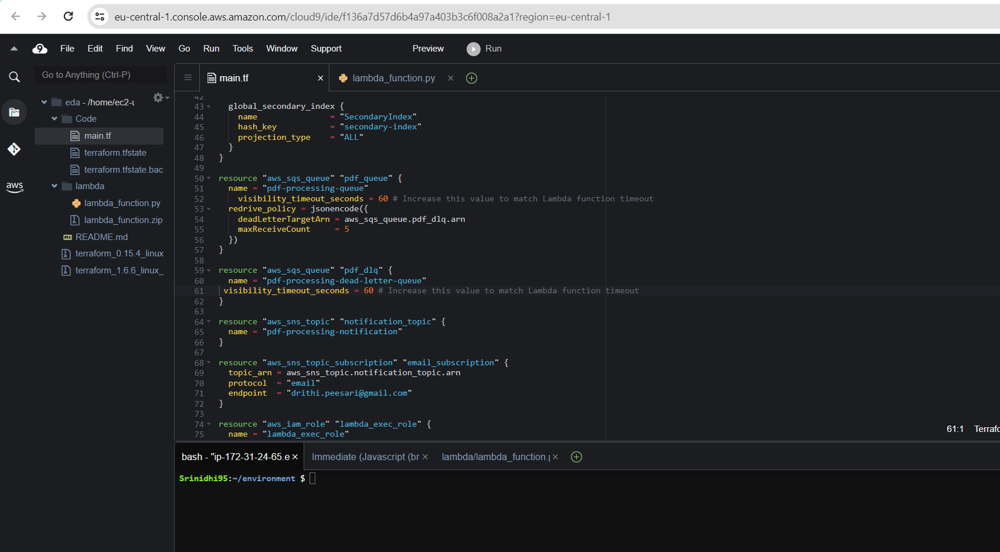 eu-central-1.console.aws.amazon.com/cloud9/ide/f136a7d57d6b4a97a403b3c6f008a2a1?region=eu-central-1
9 File Edit Find View Go Run Tools Window Support Preview Run
Go to Anything (Ctrl-P)
main.tf
lambda_function.py
eda - /home/ec2-u
Code
main.tf
terraform.tfstate
terraform.tfstate.bac
aws
lambda
lambda_function.py
lambda_function.zip
README.md
terraform_0.15.4_linux
terraform_1.6.6_linux_
42
43 global_secondary_index {
44 name = "SecondaryIndex"
45 hash_key = "secondary-index"
46 projection_type = "ALL"
47 }
48 }
49
50 resource "aws_sqs_queue" "pdf_queue" {
51 name = "pdf-processing-queue"
52 visibility_timeout_seconds = 60 # Increase this value to match Lambda function timeout
53 redrive_policy = jsonencode({
54 deadLetterTargetArn = aws_sqs_queue.pdf_dlq.arn
55 maxReceiveCount = 5
56 })
57 }
58
59 resource "aws_sqs_queue" "pdf_dlq" {
60 name = "pdf-processing-dead-letter-queue"
61 visibility_timeout_seconds = 60 # Increase this value to match Lambda function timeout
62 }
63
64 resource "aws_sns_topic" "notification_topic" {
65 name = "pdf-processing-notification"
66 }
67
68 resource "aws_sns_topic_subscription" "email_subscription" {
69 topic_arn = aws_sns_topic.notification_topic.arn
70 protocol = "email"
71 endpoint = "drithi.peesari@gmail.com"
72 }
73
74 resource "aws_iam_role" "lambda_exec_role" {
75 name = "lambda_exec_role"
61:1 Terrafo
bash - "ip-172-31-24-65.e Immediate (Javascript (br lambda/lambda_function.p
Srinidhi95:~/environment $